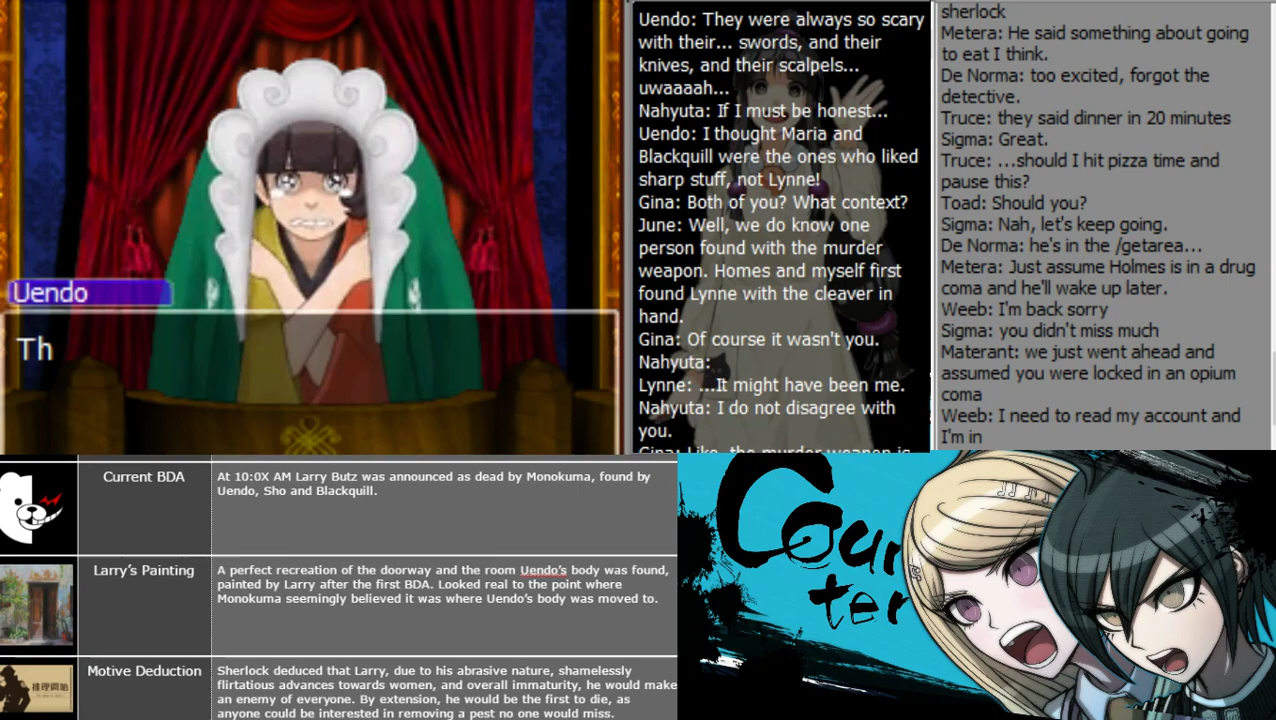 Uendo
Th
Uendo: They were always so scary
with their... swords, and their
knives, and their scalpels...
uwaaaah...
Nahyuta: If I must be honest...
Uendo: I thought Maria and
Blackquill were the ones who liked
sharp stuff, not Lynne!
Gina: Both of you? What context?
June: Well, we do know one
person found with the murder
weapon. Homes and myself first
found Lynne with the cleaver in
hand.
Gina: Of course it wasn't you.
Nahyuta:
Lynne: ...It might have been me.
Nahyuta: I do not disagree with
you.
Gina: Like, the murder weapon is
sherlock
Metera: He said something about going
to eat I think.
De Norma: too excited, forgot the
detective.
Truce: they said dinner in 20 minutes
Sigma: Great.
Truce: ...should I hit pizza time and
pause this?
Toad: Should you?
Sigma: Nah, let's keep going.
De Norma: he's in the /getarea...
Metera: Just assume Holmes is in a drug
coma and he'll wake up later.
Weeb: I'm back sorry
Sigma: you didn't miss much
Materant: we just went ahead and
assumed you were locked in an opium
coma
Weeb: I need to read my account and
I'm in
Current BDA
At 10:0X AM Larry Butz was announced as dead by Monokuma, found by
Uendo, Sho and Blackquill.
Larry's Painting
A perfect recreation of the doorway and the room Uendo's body was found,
painted by Larry after the first BDA. Looked real to the point where
Monokuma seemingly believed it was where Uendo's body was moved to.
Motive Deduction
Sherlock deduced that Larry, due to his abrasive nature, shamelessly
flirtatious advances towards women, and overall immaturity, he would make
an enemy of everyone. By extension, he would be the first to die, as
anyone could be interested in removing a pest no one would miss.
Coun
ter